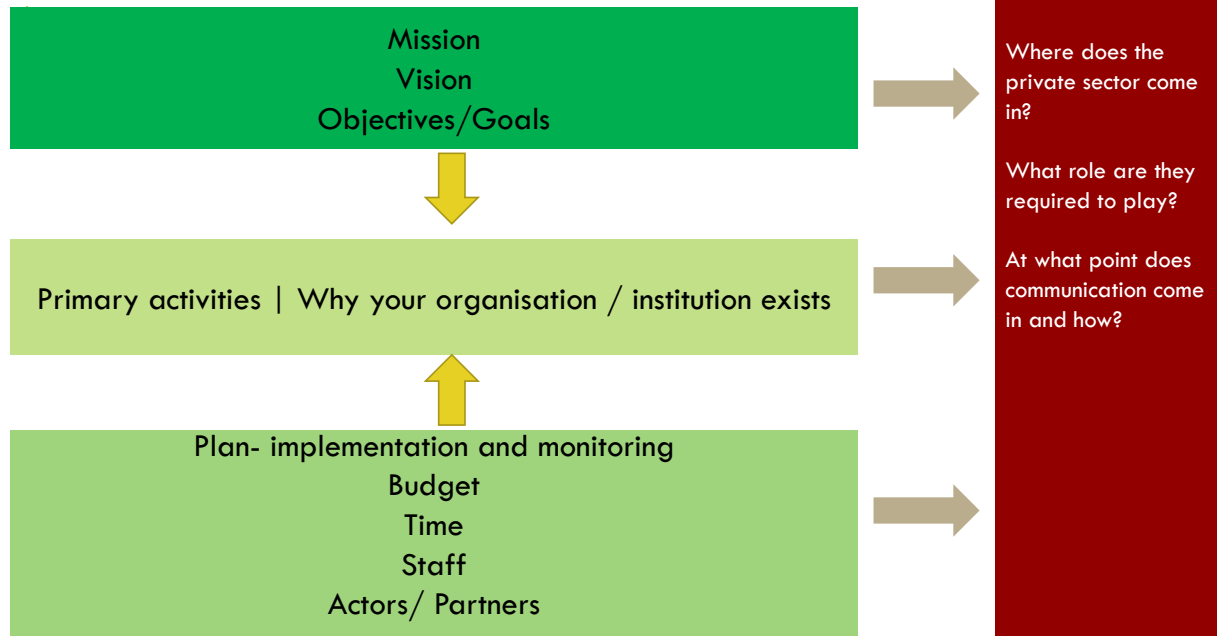 Mission
Vision
Objectives/Goals
Primary activities | Why your organisation / institution exists
Plan- implementation and monitoring
Budget
Time
Staff
Actors/ Partners
Where does the
private sector come
in?
What role are they
required to play?
At what point does
communication come
in and how?